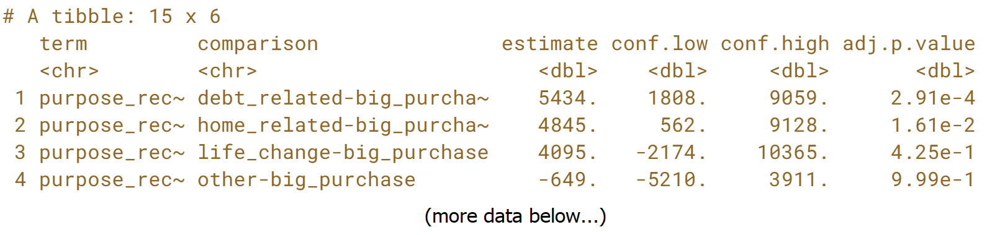 # A tibble: 15 x 6
term comparison estimate conf.low conf.high adj.p.value
<chr> <chr> <dbl> <dbl> <dbl> <dbl>
1 purpose_rec~ debt_related-big_purcha~ 5434. 1808. 9059. 2.91e-4
2 purpose_rec~ home_related-big_purcha~ 4845. 562. 9128. 1.61e-2
3 purpose_rec~ life_change-big_purchase 4095. -2174. 10365. 4.25e-1
4 purpose_rec~ other-big_purchase -649. -5210. 3911. 9.99e-1
(more data below...)